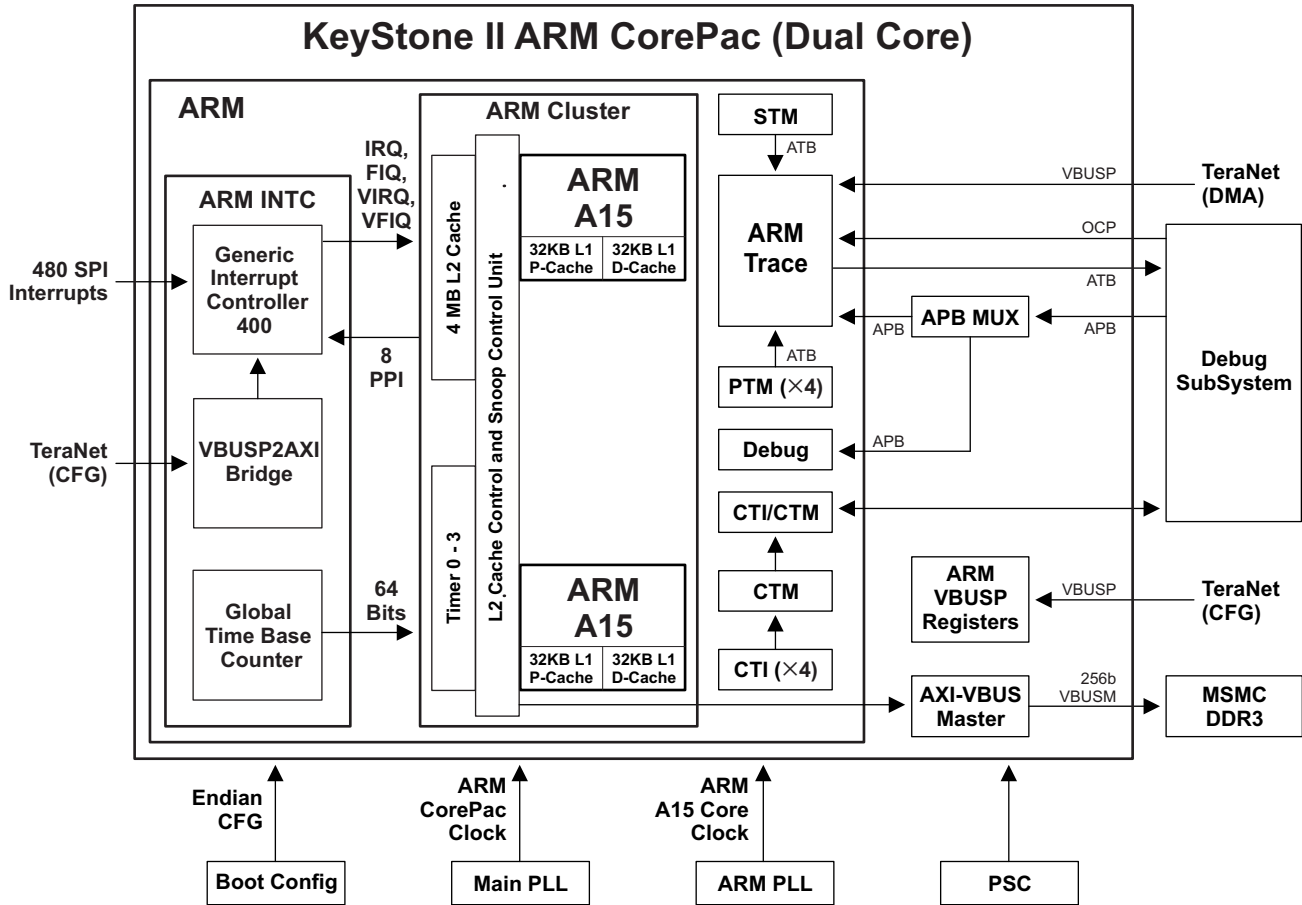 KeyStone II ARM CorePac (Dual Core)
ARM
ARM INTC
Generic
Interrupt
Controller
400
VBUSP2AXI
Bridge
Global
Time Base
Counter
480 SPI
Interrupts
TeraNet
(CFG)
IRQ,
FIQ,
VIRQ,
VFIQ
8
PPI
64
Bits
ARM Cluster
4 MB L2 Cache
Timer 0 - 3
L2 Cache Control and Snoop Control Unit
ARM
A15
32KB L1
P-Cache
32KB L1
D-Cache
ARM
A15
32KB L1
P-Cache
32KB L1
D-Cache
STM
ATB
ARM
Trace
ATB
PTM (×4)
Debug
CTI/CTM
CTM
CTI (×4)
VBUSP
TeraNet
(DMA)
OCP
ATB
APB
APB MUX
APB
APB
Debug
SubSystem
ARM
VBUSP
Registers
VBUSP
TeraNet
(CFG)
AXI-VBUS
Master
256b
VBUSM
MSMC
DDR3
Endian
CFG
Boot Config
ARM
CorePac
Clock
Main PLL
ARM
A15 Core
Clock
ARM PLL
PSC